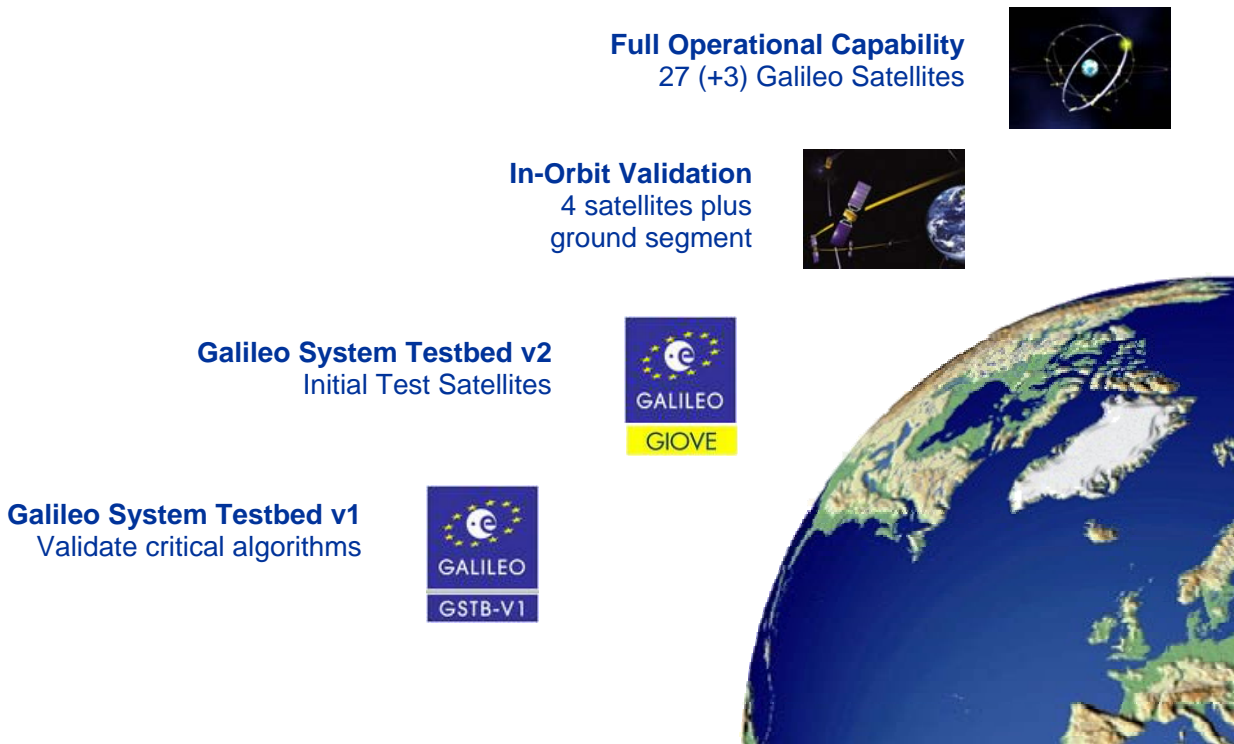 Full Operational Capability
27 (+3) Galileo Satellites
In-Orbit Validation
4 satellites plus
ground segment
Galileo System Testbed v2
Initial Test Satellites
e
GALILEO
GIOVE
Galileo System Testbed v1
Validate critical algorithms
e
GALILEO
GSTB-V1